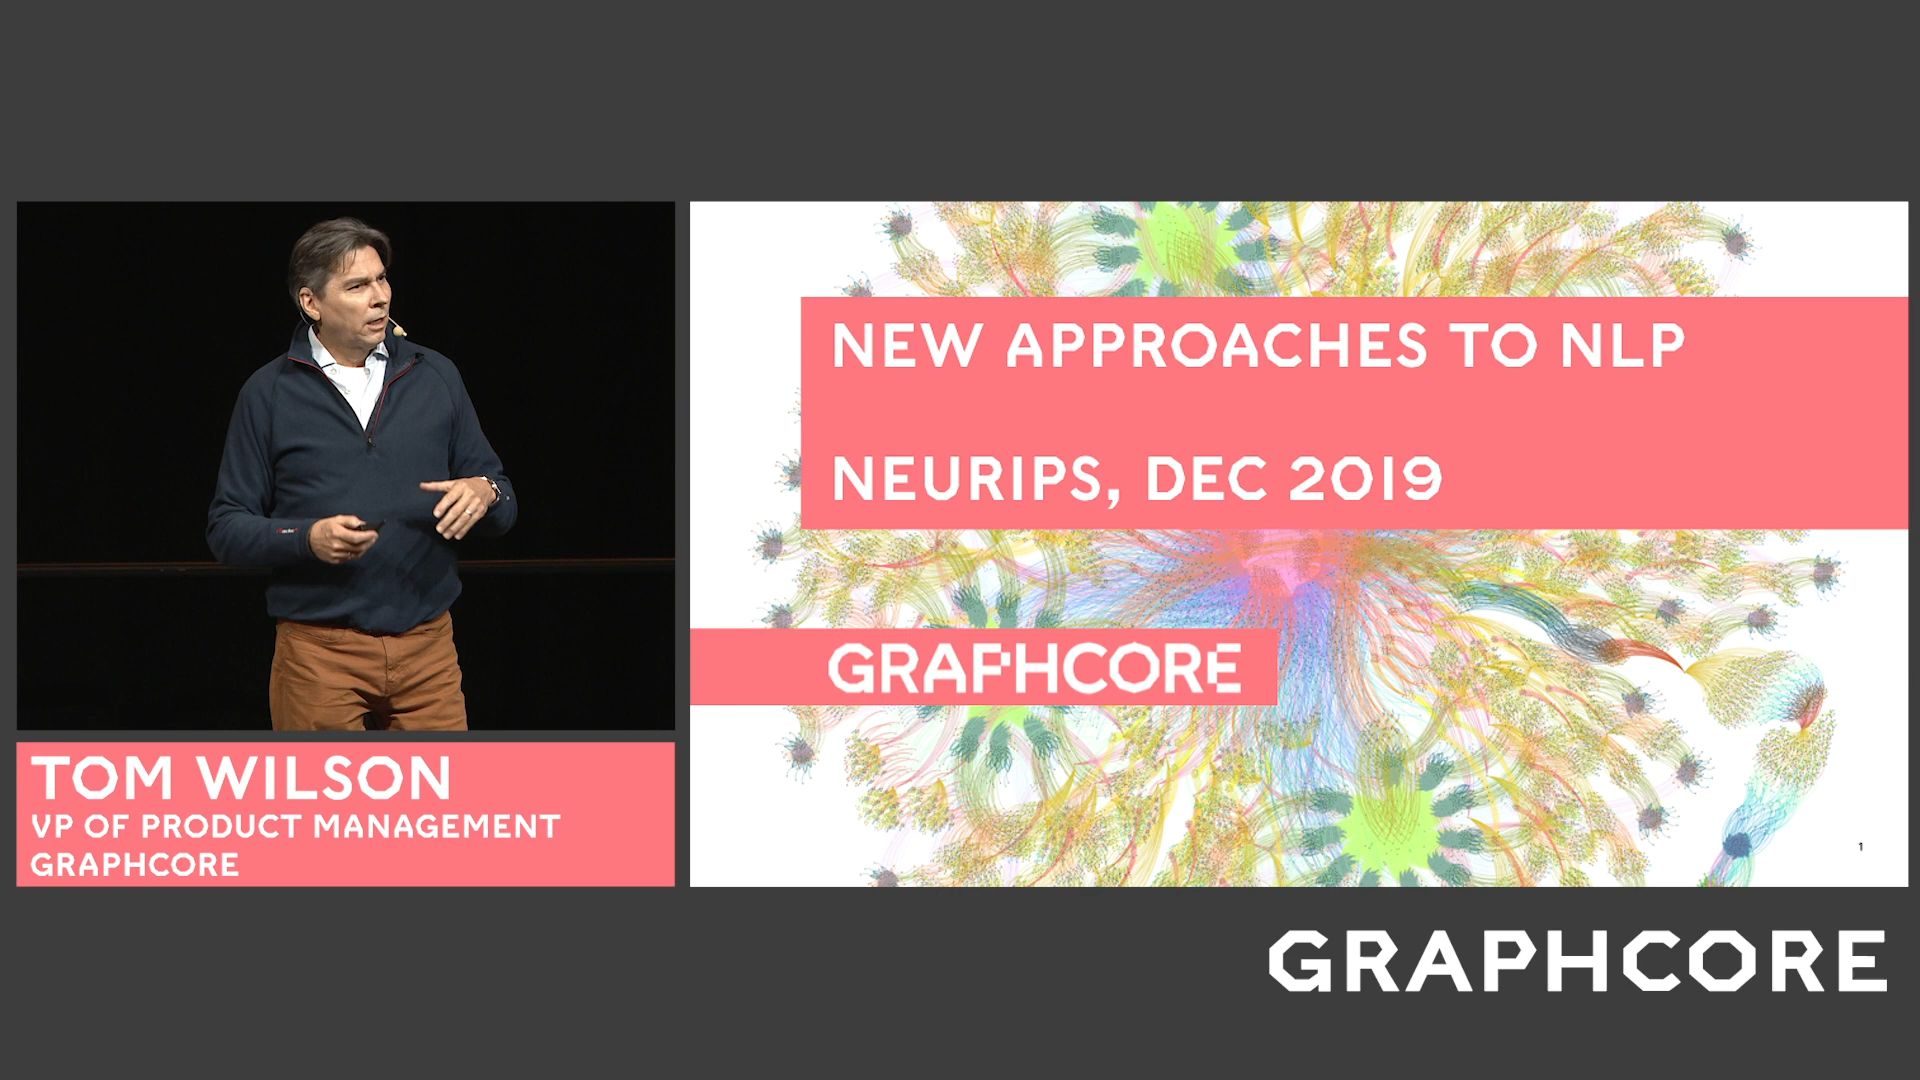 TOM WILSON
VP OF PRODUCT MANAGEMENT
GRAPHCORE
NEW APPROACHES TO NLP
NEURIPS, DEC 2019
GRAPHCORE
1
GRAPHCORE